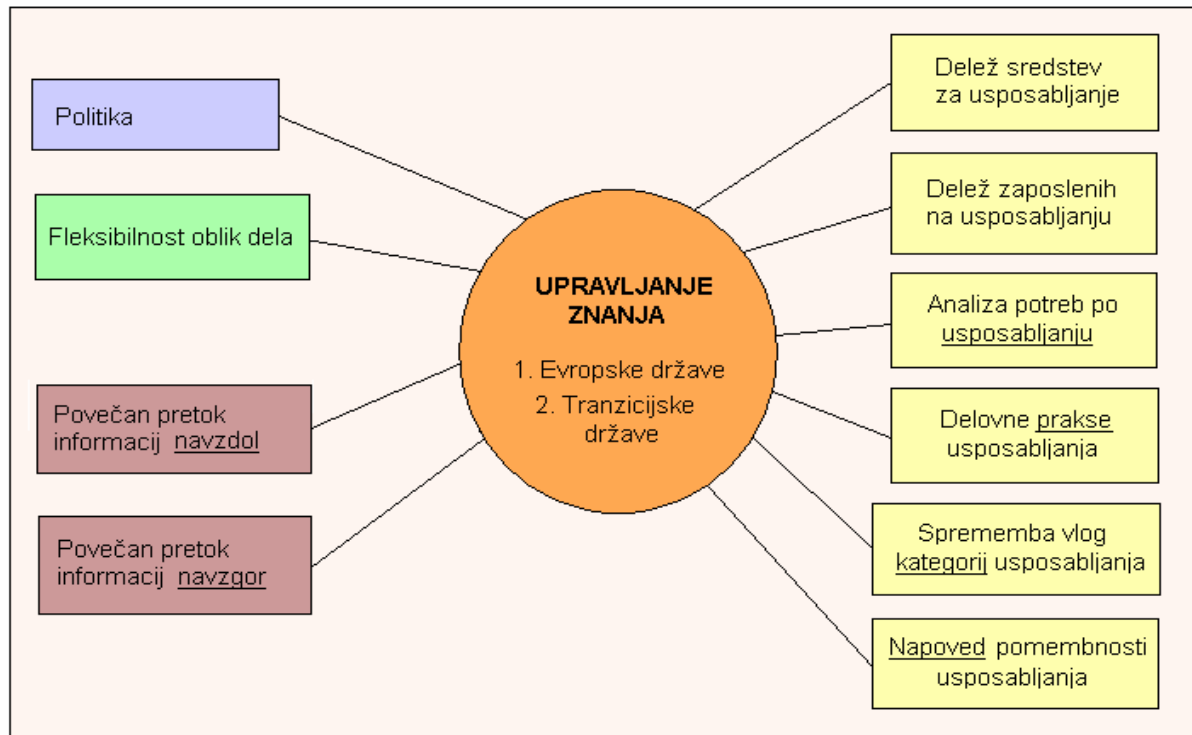 Politika
Fleksibilnost oblik dela
Povečan pretok
informacij navzdol
Povečan pretok
informacij navzgor
UPRAVLJANJE
ZNANJA
1. Evropske države
2. Tranzicijske
države
Delež sredstev
za usposabljanje
Delež zaposlenih
na usposabljanju
Analiza potreb po
usposabljanju
Delovne prakse
usposabljanja
Sprememba vlog
kategorij usposabljanja
Napoved pomembnosti
usposabljanja